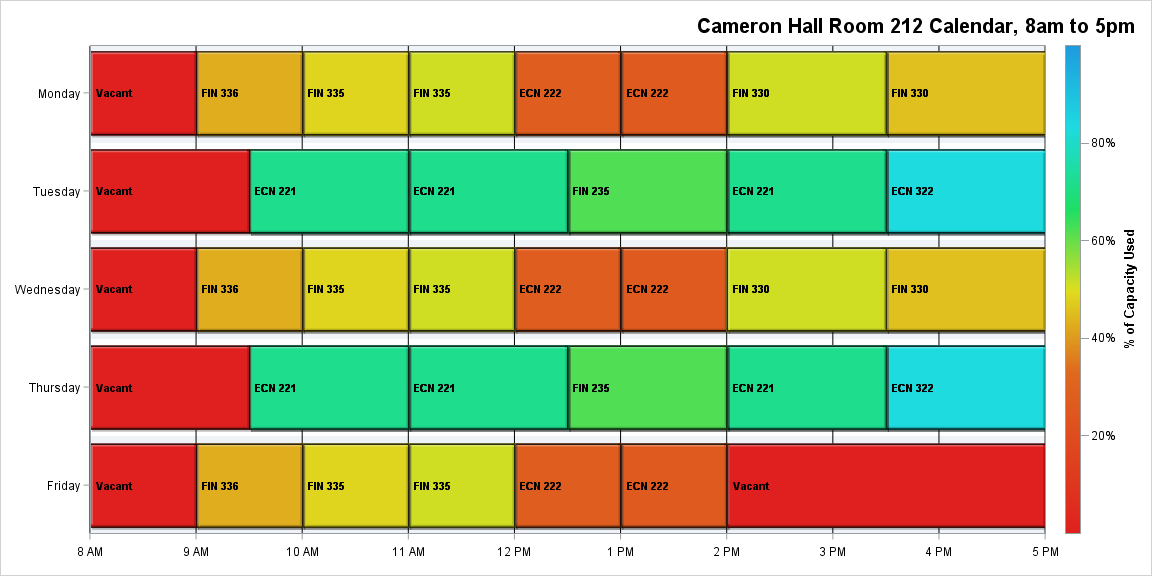 Cameron Hall Room 212 Calendar, 8am to 5pm
Monday Vacant FIN 336 FIN 335 FIN 335 ECN 222 ECN 222 FIN 330 FIN 330
80%
Tuesday Vacant ECN 221 ECN 221 FIN 235 ECN 221 ECN 322
60%
% of Capacity Used
Wednesday Vacant FIN 336 FIN 335 FIN 335 ECN 222 ECN 222 FIN 330 FIN 330
40%
Thursday Vacant ECN 221 ECN 221 FIN 235 ECN 221 ECN 322
20%
Friday Vacant FIN 336 FIN 335 FIN 335 ECN 222 ECN 222 Vacant
8 AM 9 AM 10 AM 11 AM 12 PM 1 PM 2 PM 3 PM 4 PM 5 PM